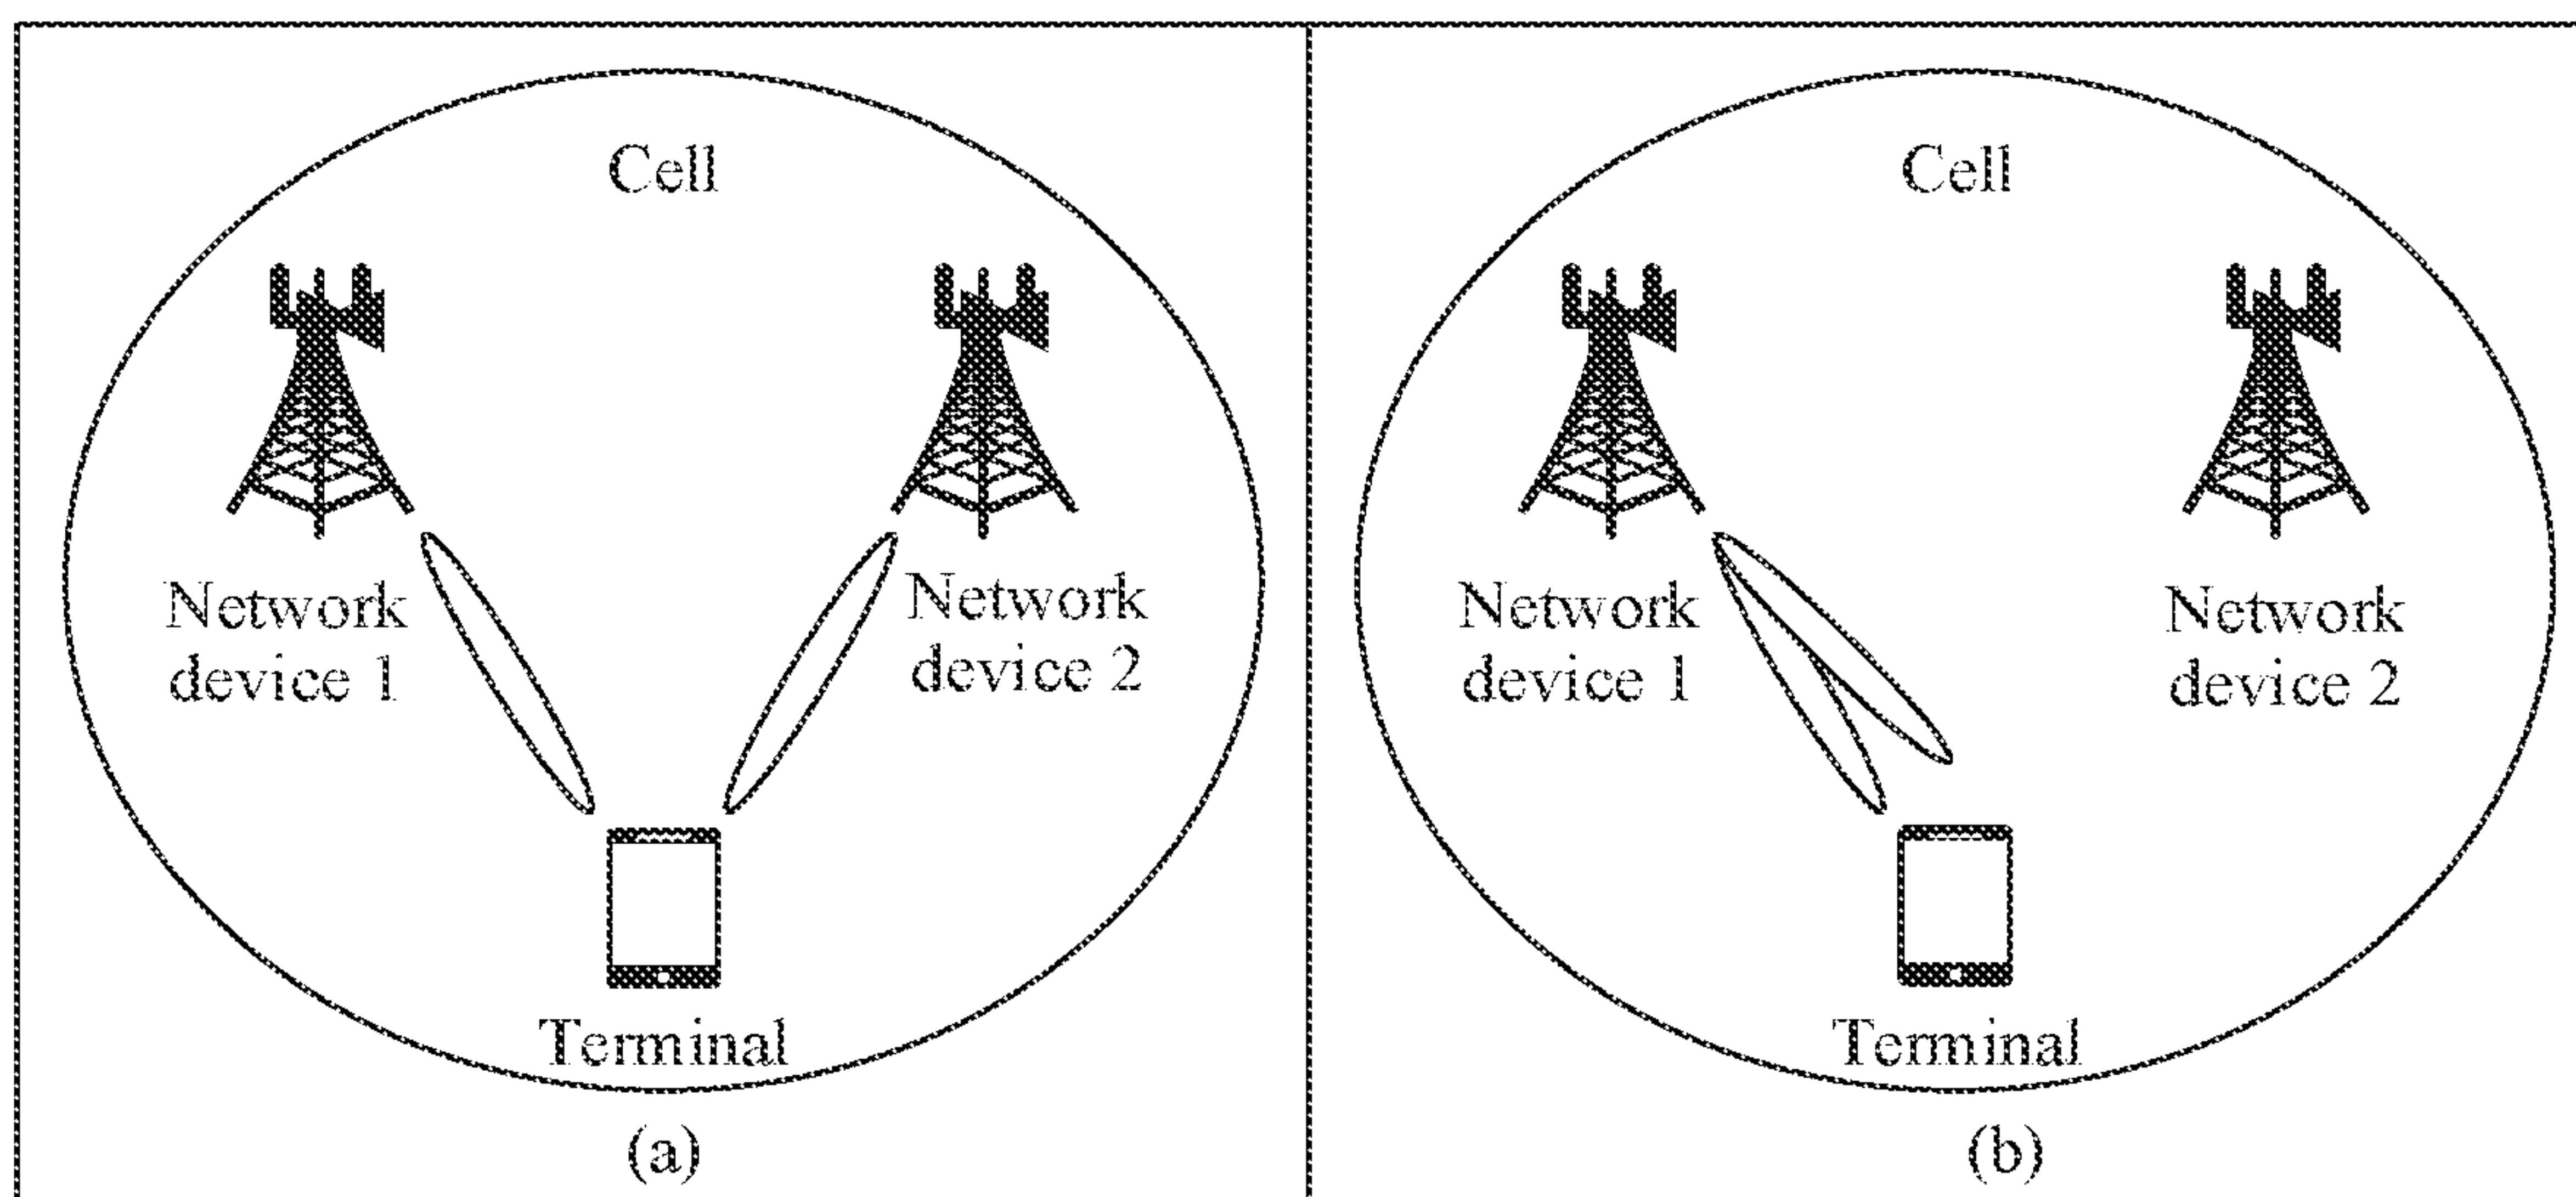 Cell
Network
device 1
Network
device 2
Terminal
(a)
Cell
Network
device 1
Network
device 2
Terminal
(b)